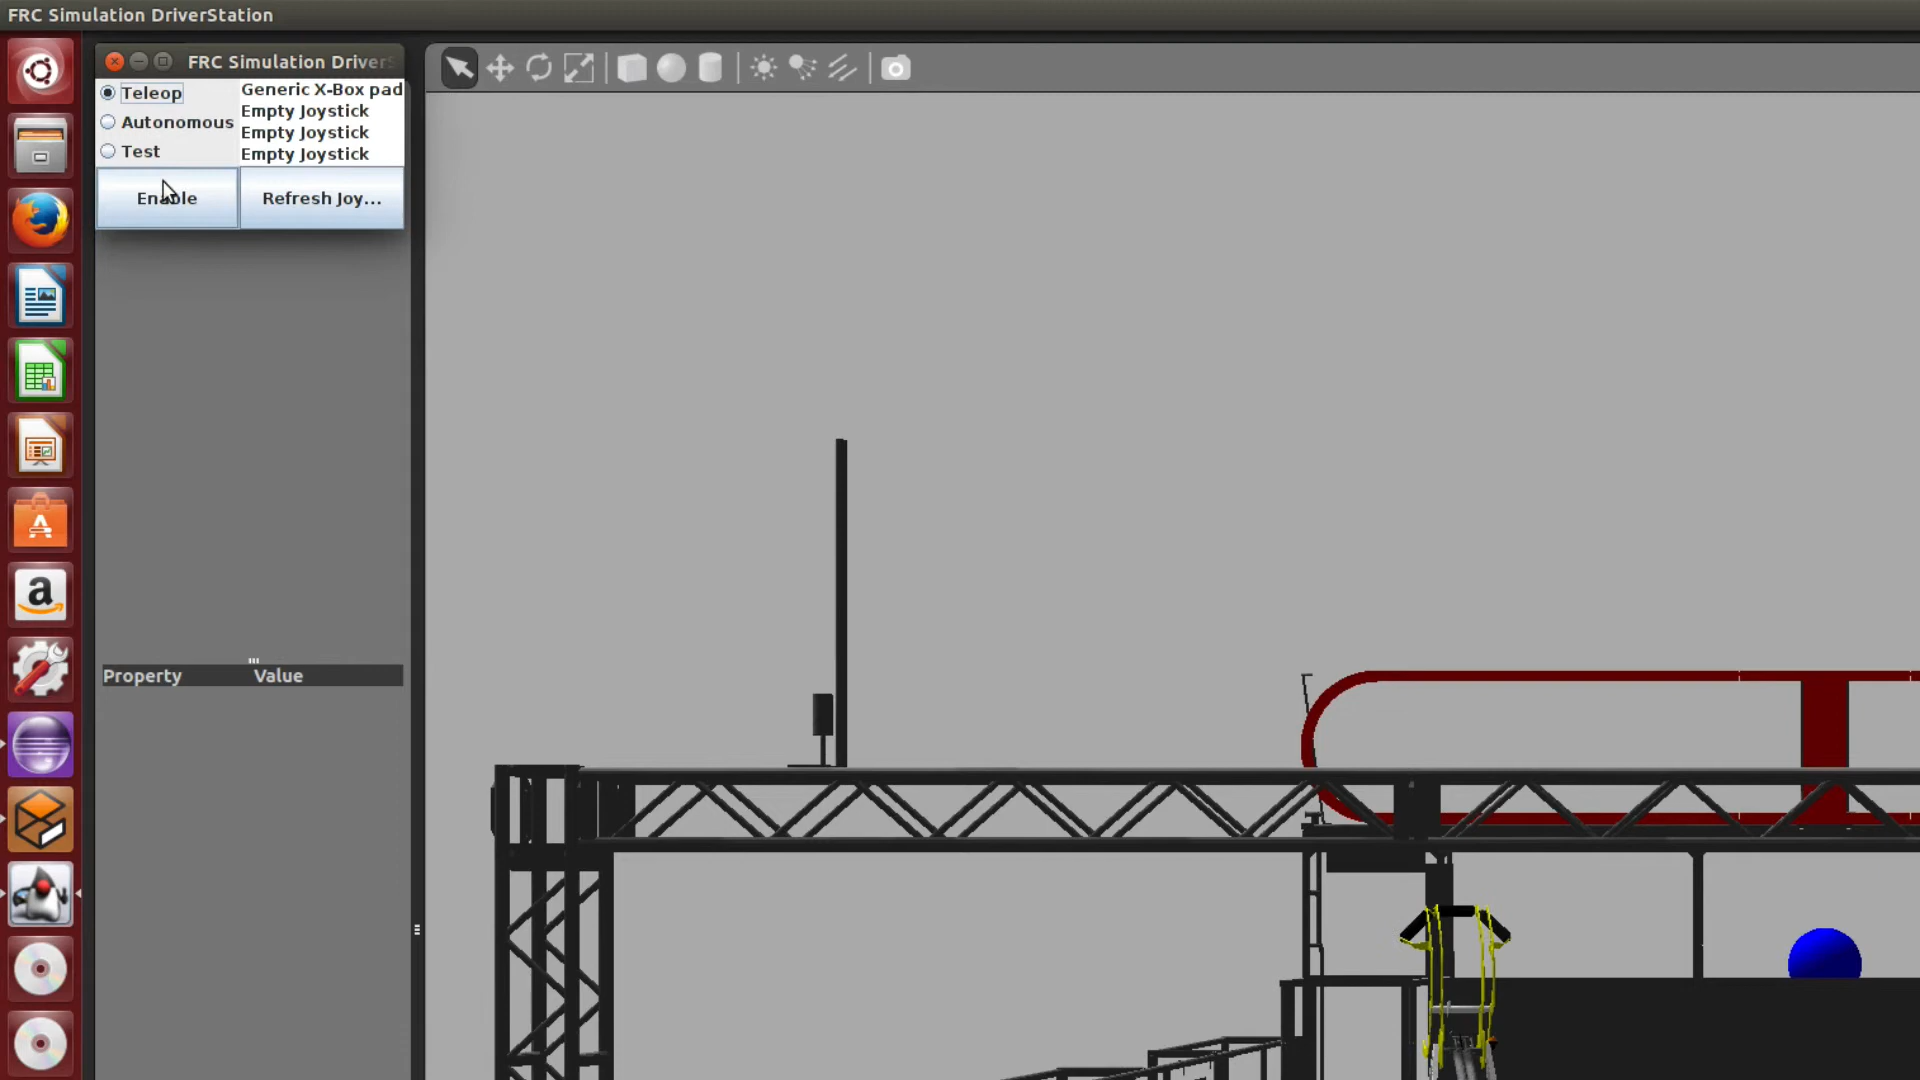 FRC Simulation DriverStation
FRC Simulation Drivers
Teleop
Autonomous
Test
Generic X-Box pad
Empty Joystick
Empty Joystick
Empty Joystick
Enable
Refresh Joy...
Property Value